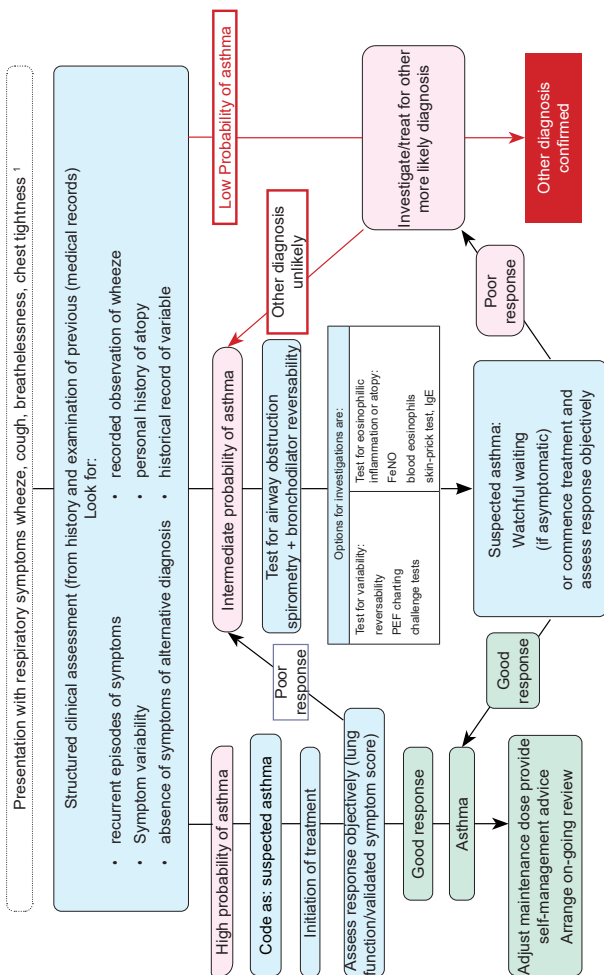 Presentation with respiratory symptoms wheeze, cough, breathelessness, chest tightness 1
Structured clinical assessment (from history and examination of previous (medical records)
Look for:
• recurrent episodes of symptoms
• Symptom variability
• absence of symptoms of alternative diagnosis
• recorded observation of wheeze
• personal history of atopy
• historical record of variable
High probability of asthma
Code as: suspected asthma
Initiation of treatment
Assess response objectively (lung
function/validated symptom score)
Good response
Asthma
Adjust maintenance dose provide
self-management advice
Arrange on-going review
Poor
response
Intermediate probability of asthma
Test for airway obstruction
spirometry + bronchodilator reversability
Options for investigations are:
Test for variability:
reversability
PEF charting
challenge tests
Test for eosinophillic
inflammation or atopy:
FeNO
blood eosinophils
skin-prick test, IgE
Suspected asthma:
Watchful waiting
(if asymptomatic)
or commence treatment and
assess response objectively
Good
response
Poor
response
Other diagnosis
unlikely
Low Probability of asthma
Investigate/treat for other
more likely diagnosis
Other diagnosis
confirmed